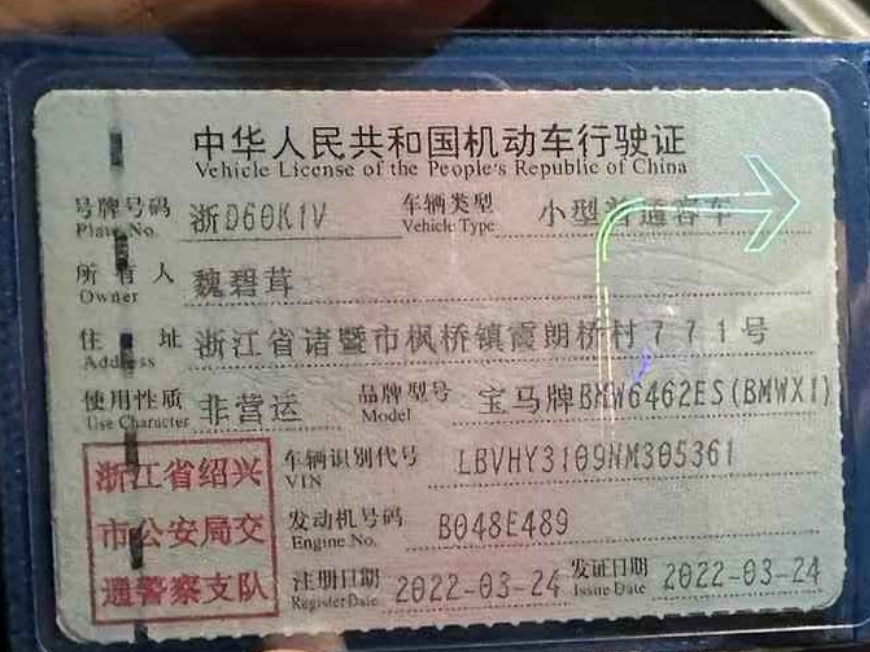 中华人民共和国机动车行驶证
Vehicle License of the People's Republic of China
号牌号码 浙D60K1V 车辆类型 小型普通客车
Plate No. Vehicle Type
所有人 魏碧茸
Owner
住址 浙江省诸暨市枫桥镇霞朗桥村771号
Address
使用性质 非营运 品牌型号 宝马牌BMW6462ES(BMWX1)
Use Character Model
浙江省绍兴 车辆识别代号 LBVHY3109NM305361
VIN
市公安局交 发动机号码 B048E489
Engine No.
通警察支队 注册日期 2022-03-24 发证日期 2022-03-24
Register Date Issue Date